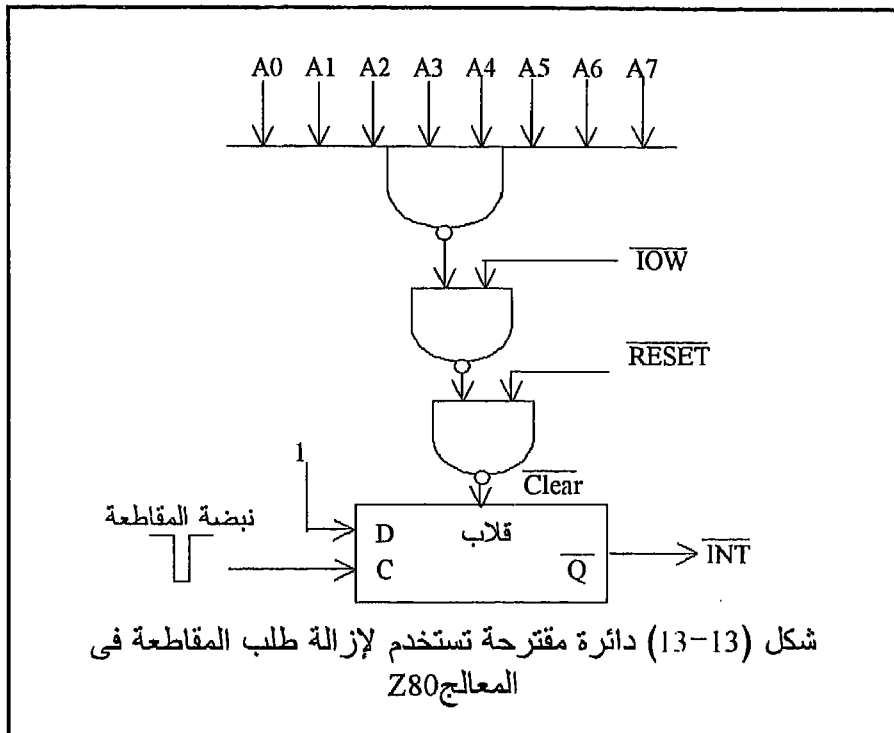 A0 A1 A2 A3 A4 A5 A6 A7
IOW
RESET
Clear
1
نبضة المقاطعة
D
قلاب
C
Q
INT
شكل (13-13) دائرة مقترحة تستخدم لإزالة طلب المقاطعة فى
المعالجZ80